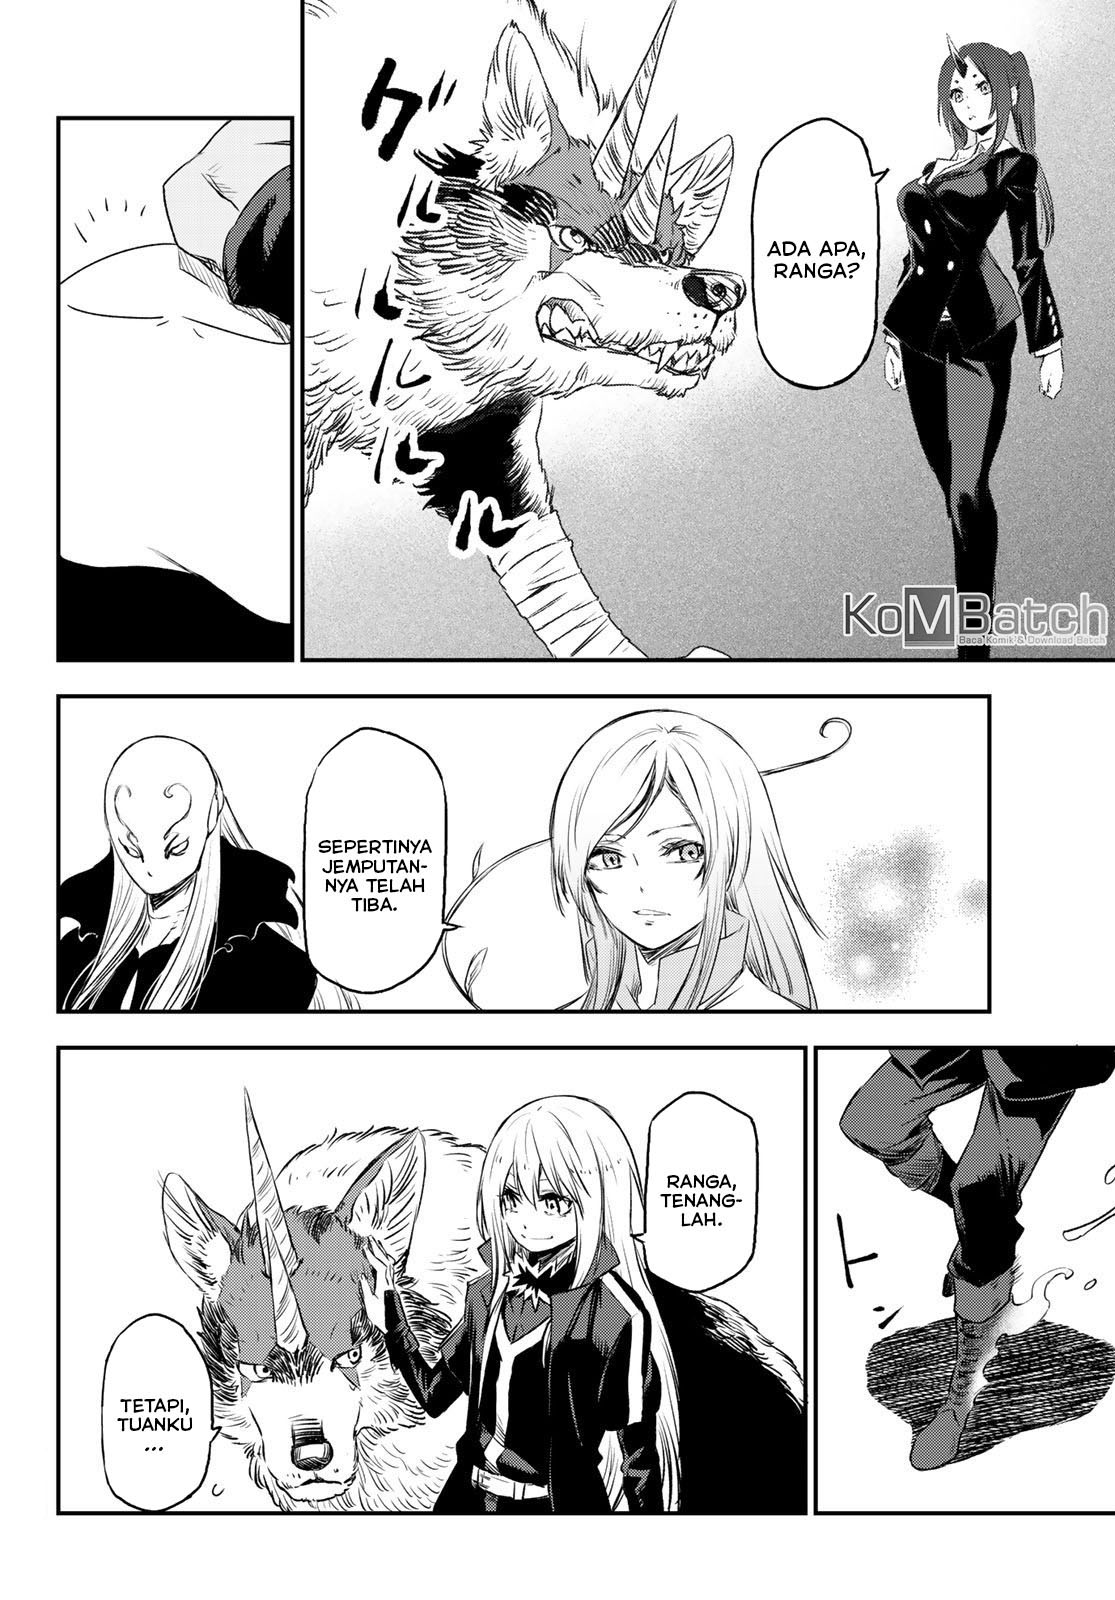 ADA APA,
RANGA?
グルルルル
KOMBatch
Baca Komik & Download Batch
SEPERTINYA
JEMPUTAN-
NYA TELAH
TIBA.
RANGA,
TENANG-
LAH.
TETAPI,
TUANKU
...
トン